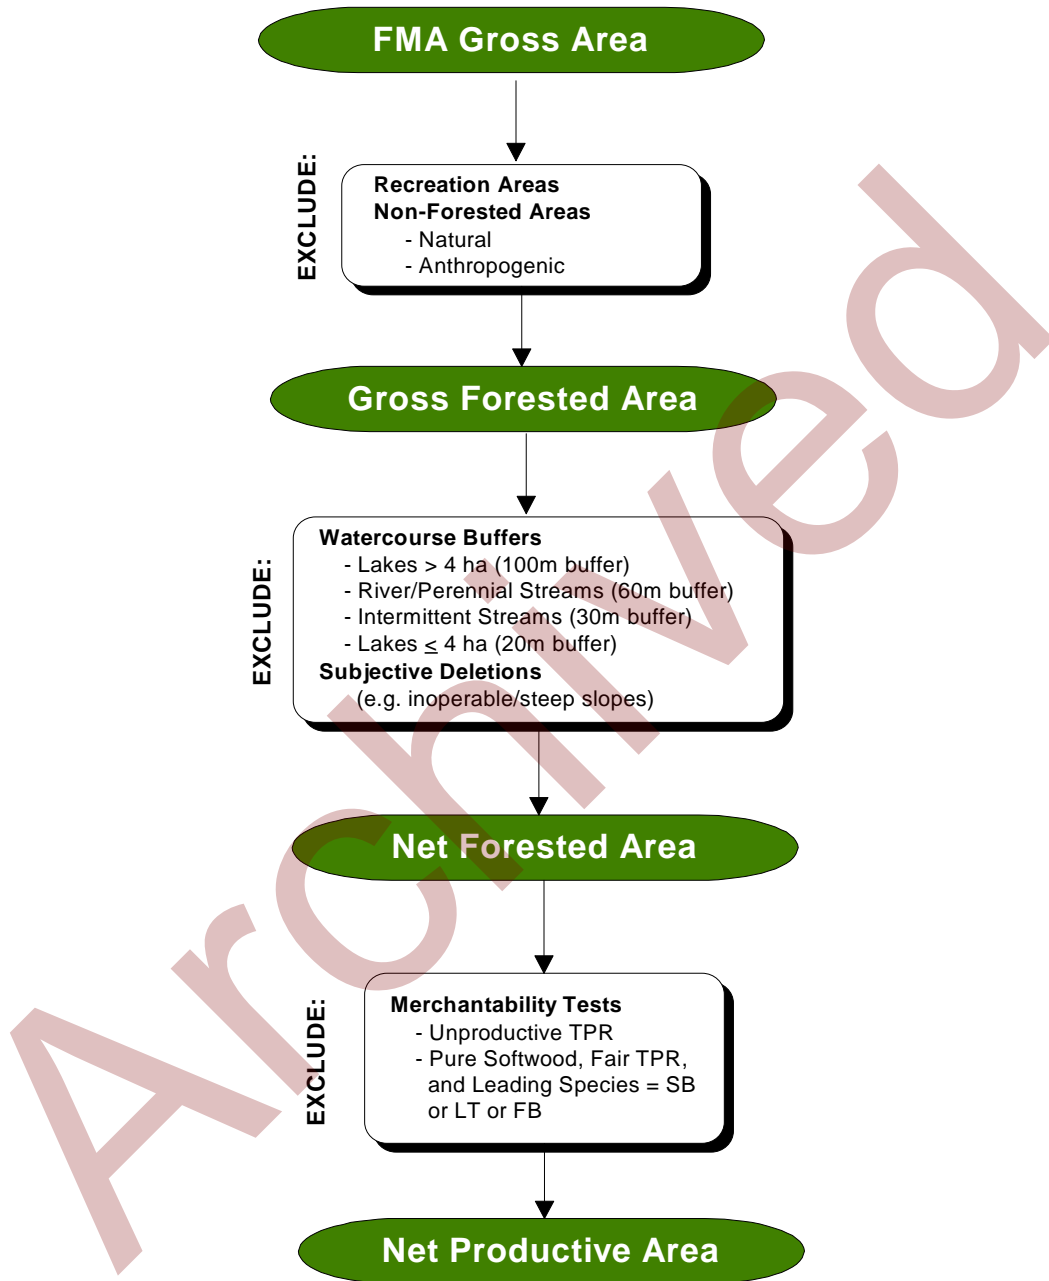 FMA Gross Area
EXCLUDE:
Recreation Areas
Non-Forested Areas
- Natural
- Anthropogenic
Gross Forested Area
EXCLUDE:
Watercourse Buffers
- Lakes > 4 ha (100m buffer)
- River/Perennial Streams (60m buffer)
- Intermittent Streams (30m buffer)
- Lakes ≤ 4 ha (20m buffer)
Subjective Deletions
(e.g. inoperable/steep slopes)
Net Forested Area
EXCLUDE:
Merchantability Tests
- Unproductive TPR
- Pure Softwood, Fair TPR,
and Leading Species = SB
or LT or FB
Net Productive Area
Archived